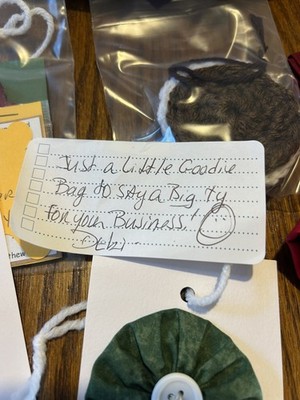 Just a Little Goodie
Bag to SAy a Big Ty
for your Business!
Debi